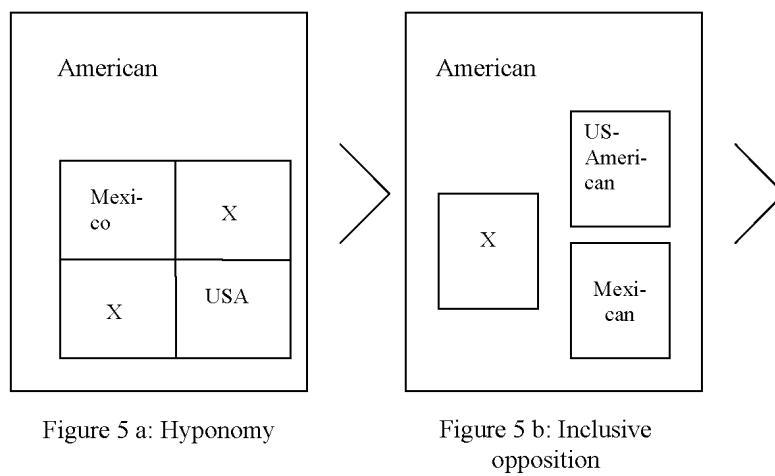 American
Mexi-
co
X
X
USA
Figure 5 a: Hyponomy
American
US-
Ameri-
can
X
Mexi-
can
Figure 5 b: Inclusive
opposition